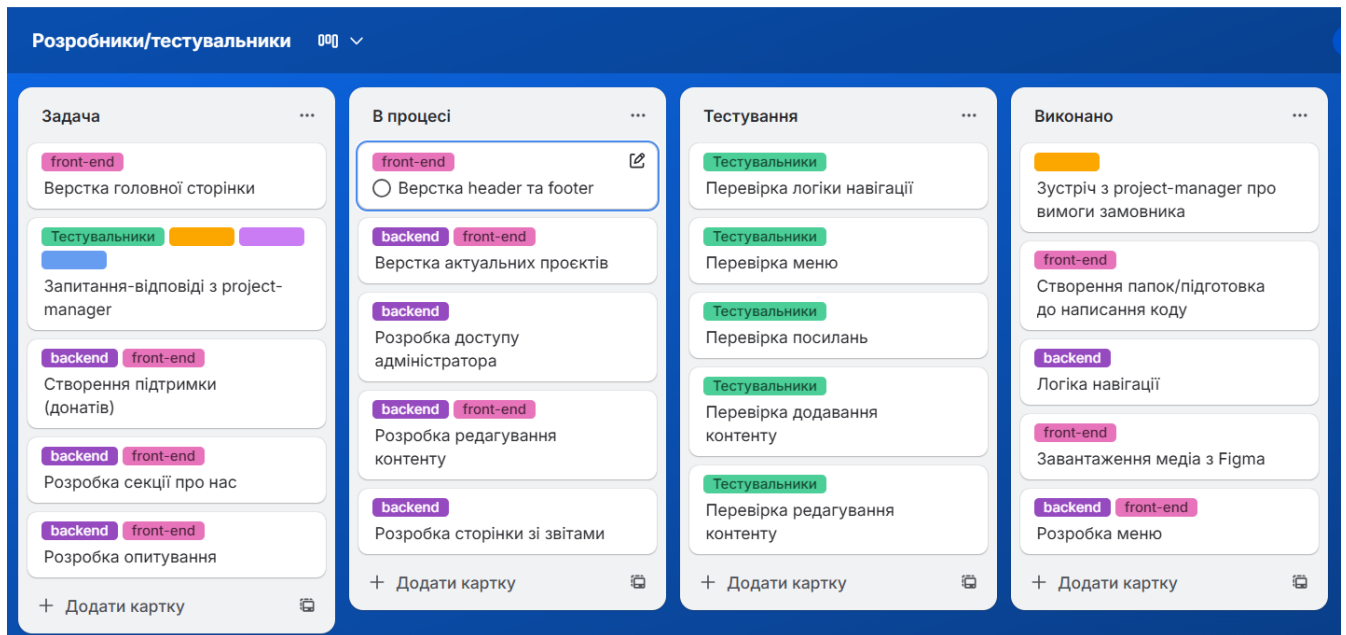 Розробники/тестувальники
Задача
front-end
Верстка головної сторінки
Тестувальники
Запитання-відповіді з project-
manager
backend front-end
Створення підтримки
(донатів)
backend front-end
Розробка секції про нас
backend front-end
Розробка опитування
+ Додати картку
В процесі
front-end
Верстка header та footer
backend front-end
Верстка актуальних проєктів
backend
Розробка доступу
адміністратора
backend front-end
Розробка редагування
контенту
backend
Розробка сторінки зі звітами
+ Додати картку
Тестування
Тестувальники
Перевірка логіки навігації
Тестувальники
Перевірка меню
Тестувальники
Перевірка посилань
Тестувальники
Перевірка додавання
контенту
Тестувальники
Перевірка редагування
контенту
+ Додати картку
Виконано
Зустріч з project-manager про
вимоги замовника
front-end
Створення папок/підготовка
до написання коду
backend
Логіка навігації
front-end
Завантаження медіа з Figma
backend front-end
Розробка меню
+ Додати картку